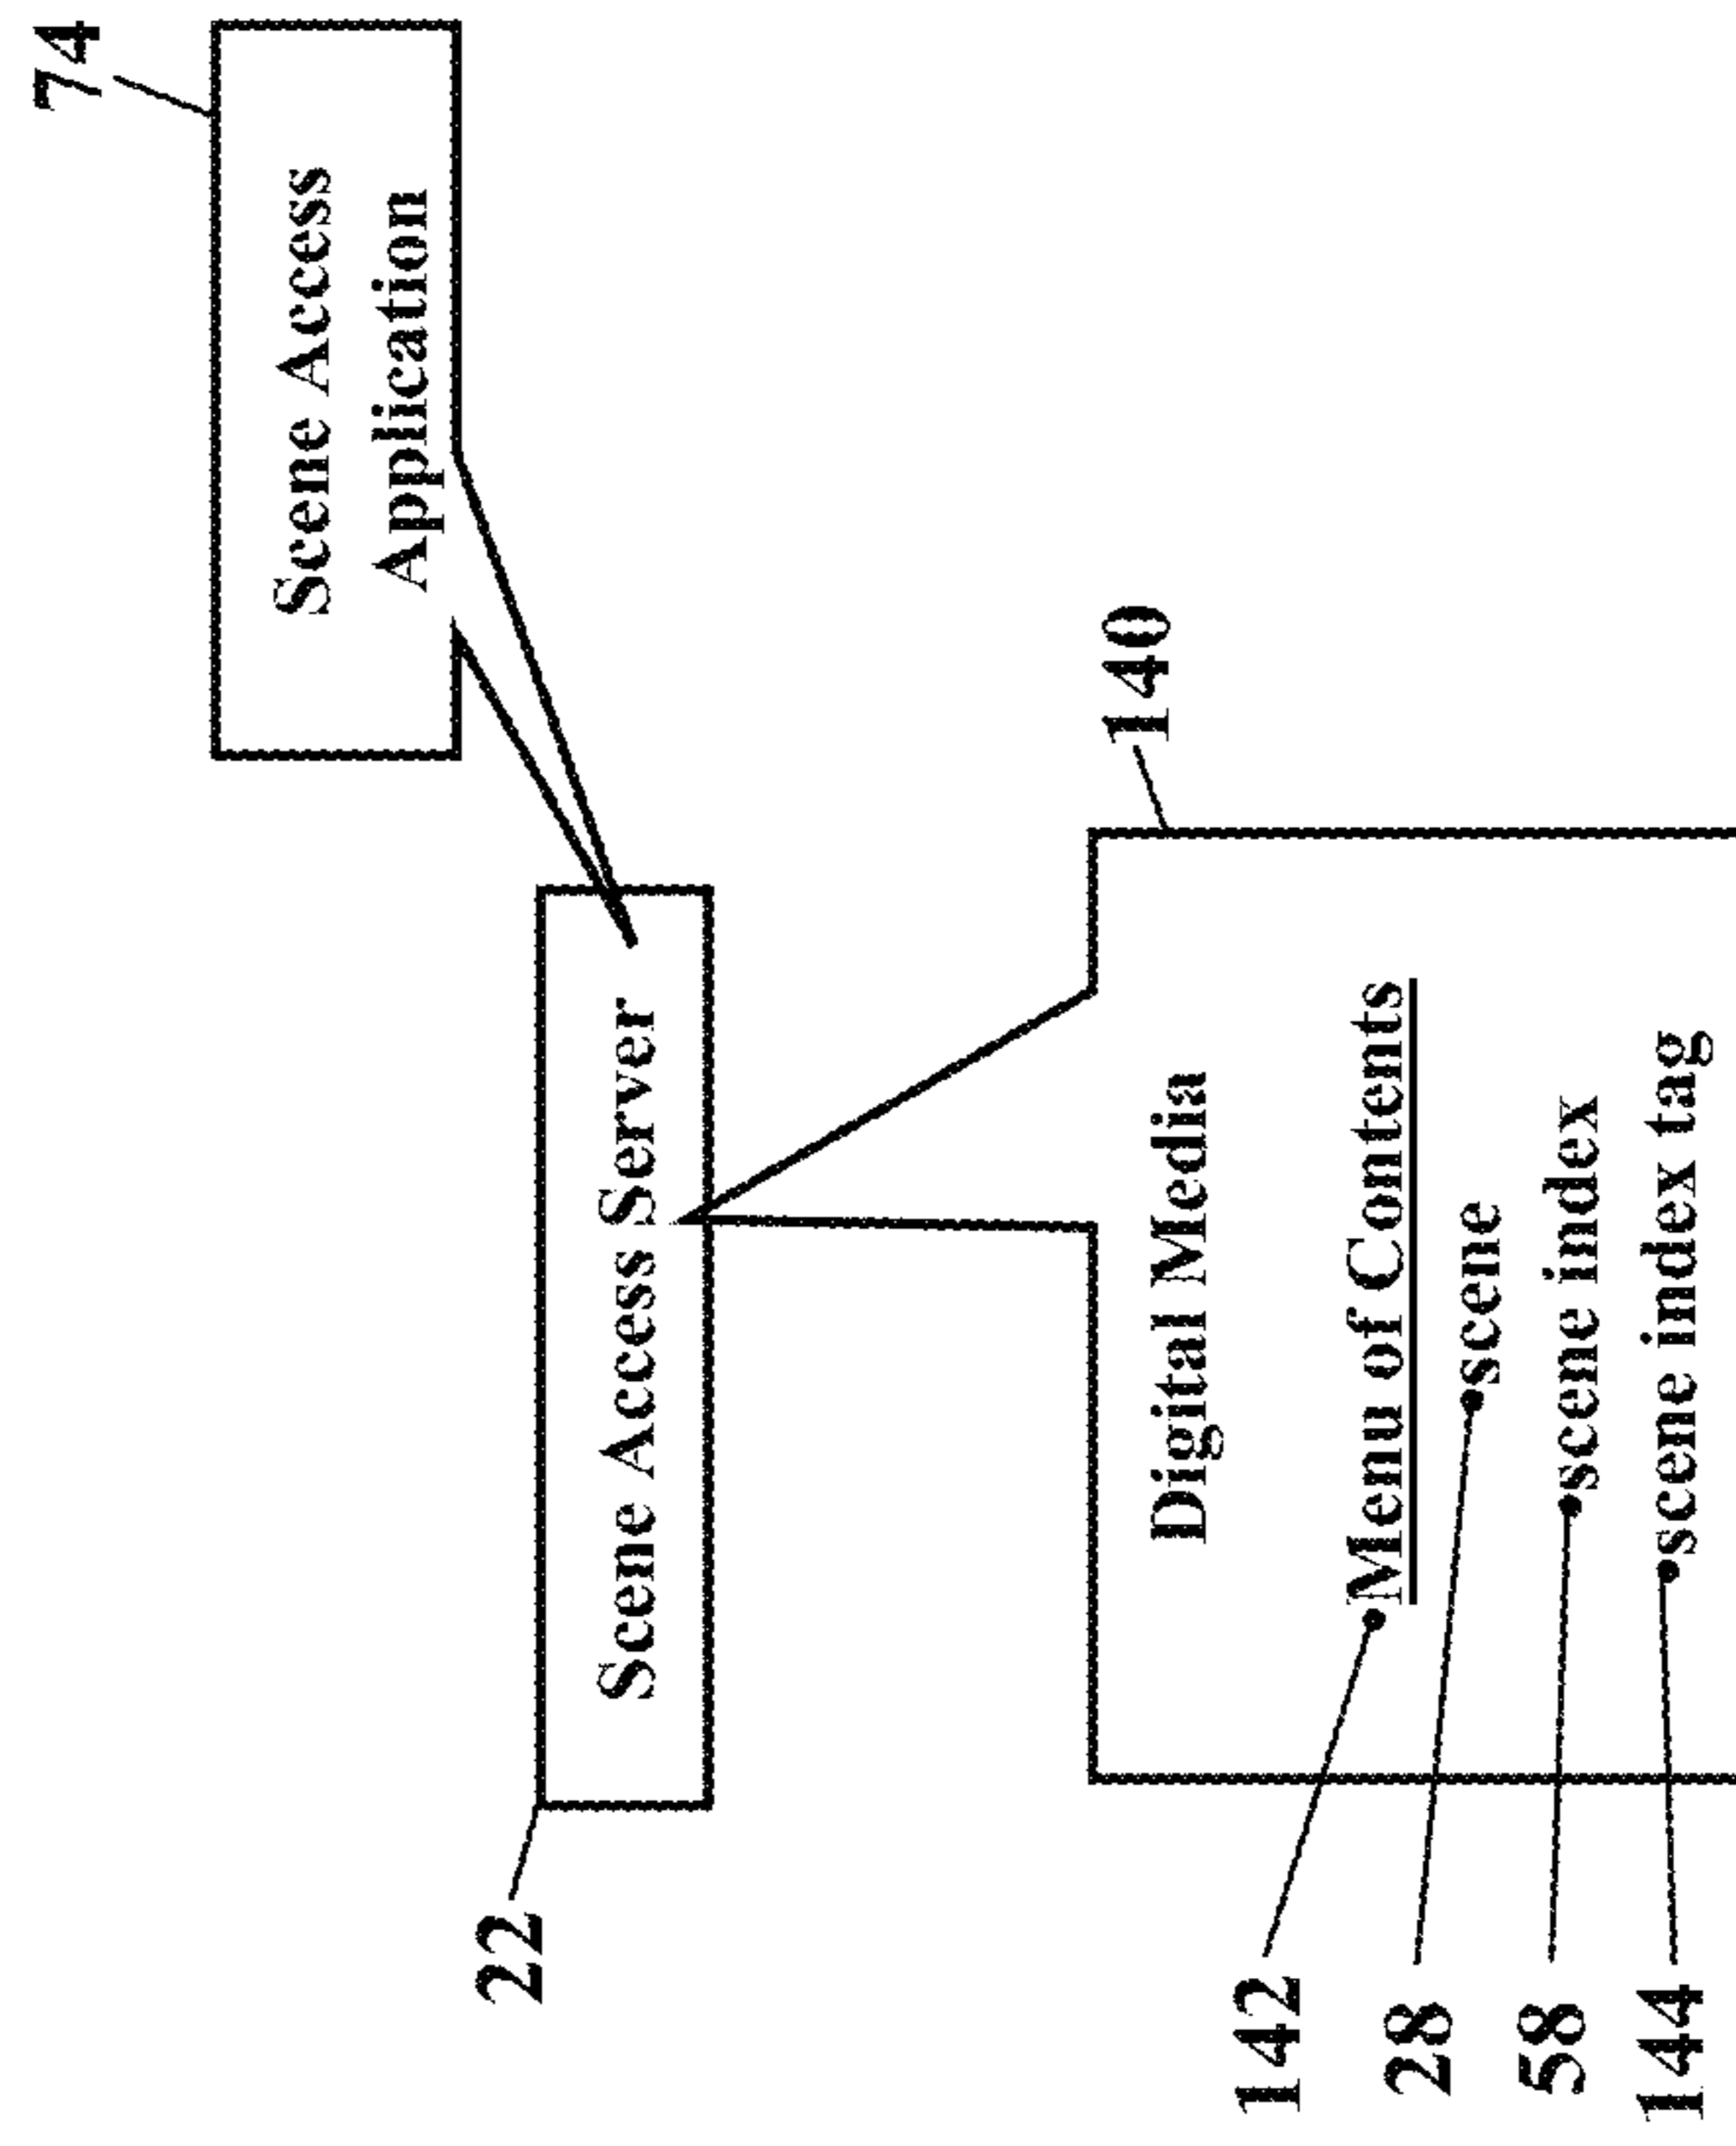 74
Scene Access
Application
22
Scene Access Server
140
Digital Media
142
Menu of Contents
28
scene
58
scene index
144
scene index tag